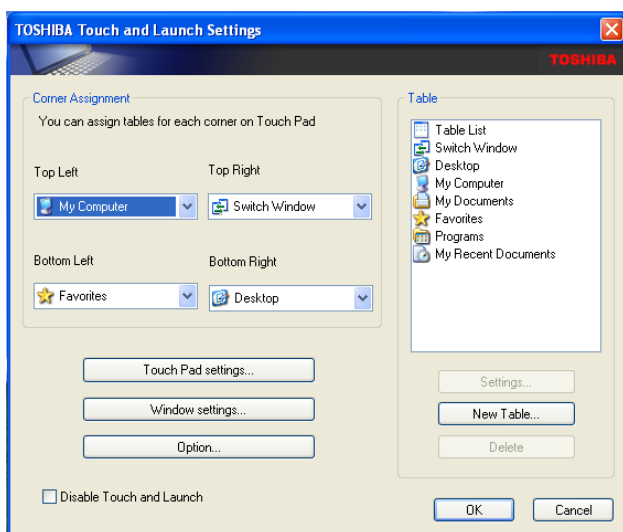 TOSHIBA Touch and Launch Settings
TOSHIBA
Corner Assignment
You can assign tables for each corner on Touch Pad
Top Left
Top Right
My Computer
Switch Window
Bottom Left
Bottom Right
Favorites
Desktop
Touch Pad settings...
Window settings...
Option...
Disable Touch and Launch
Table
Table List
Switch Window
Desktop
My Computer
My Documents
Favorites
Programs
My Recent Documents
Settings...
New Table...
Delete
OK
Cancel